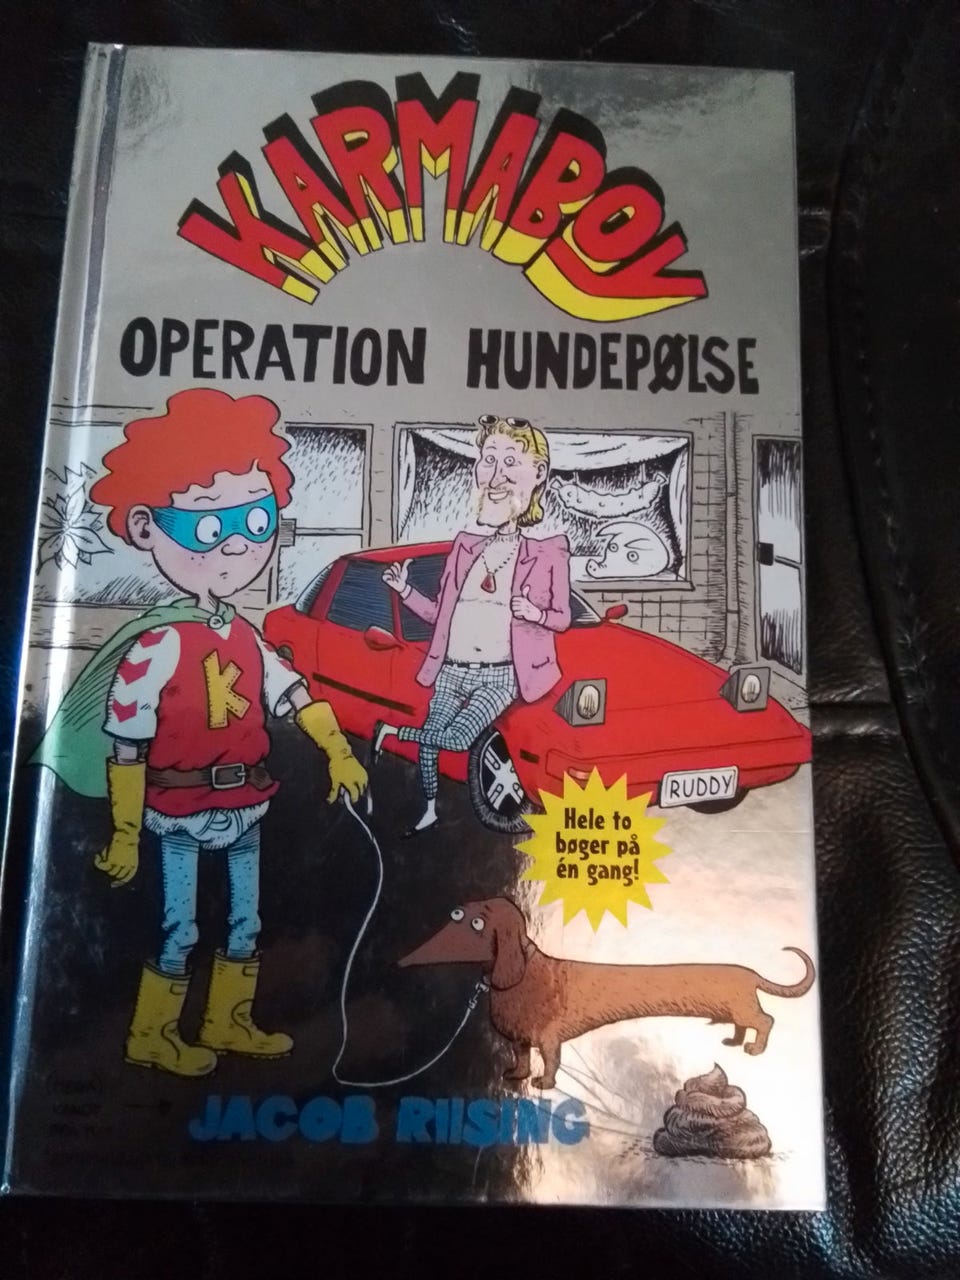 KARMABOY
OPERATION HUNDEPØLSE
K
RUDDY
Hele to
bøger på
én gang!
JACOB RIISING